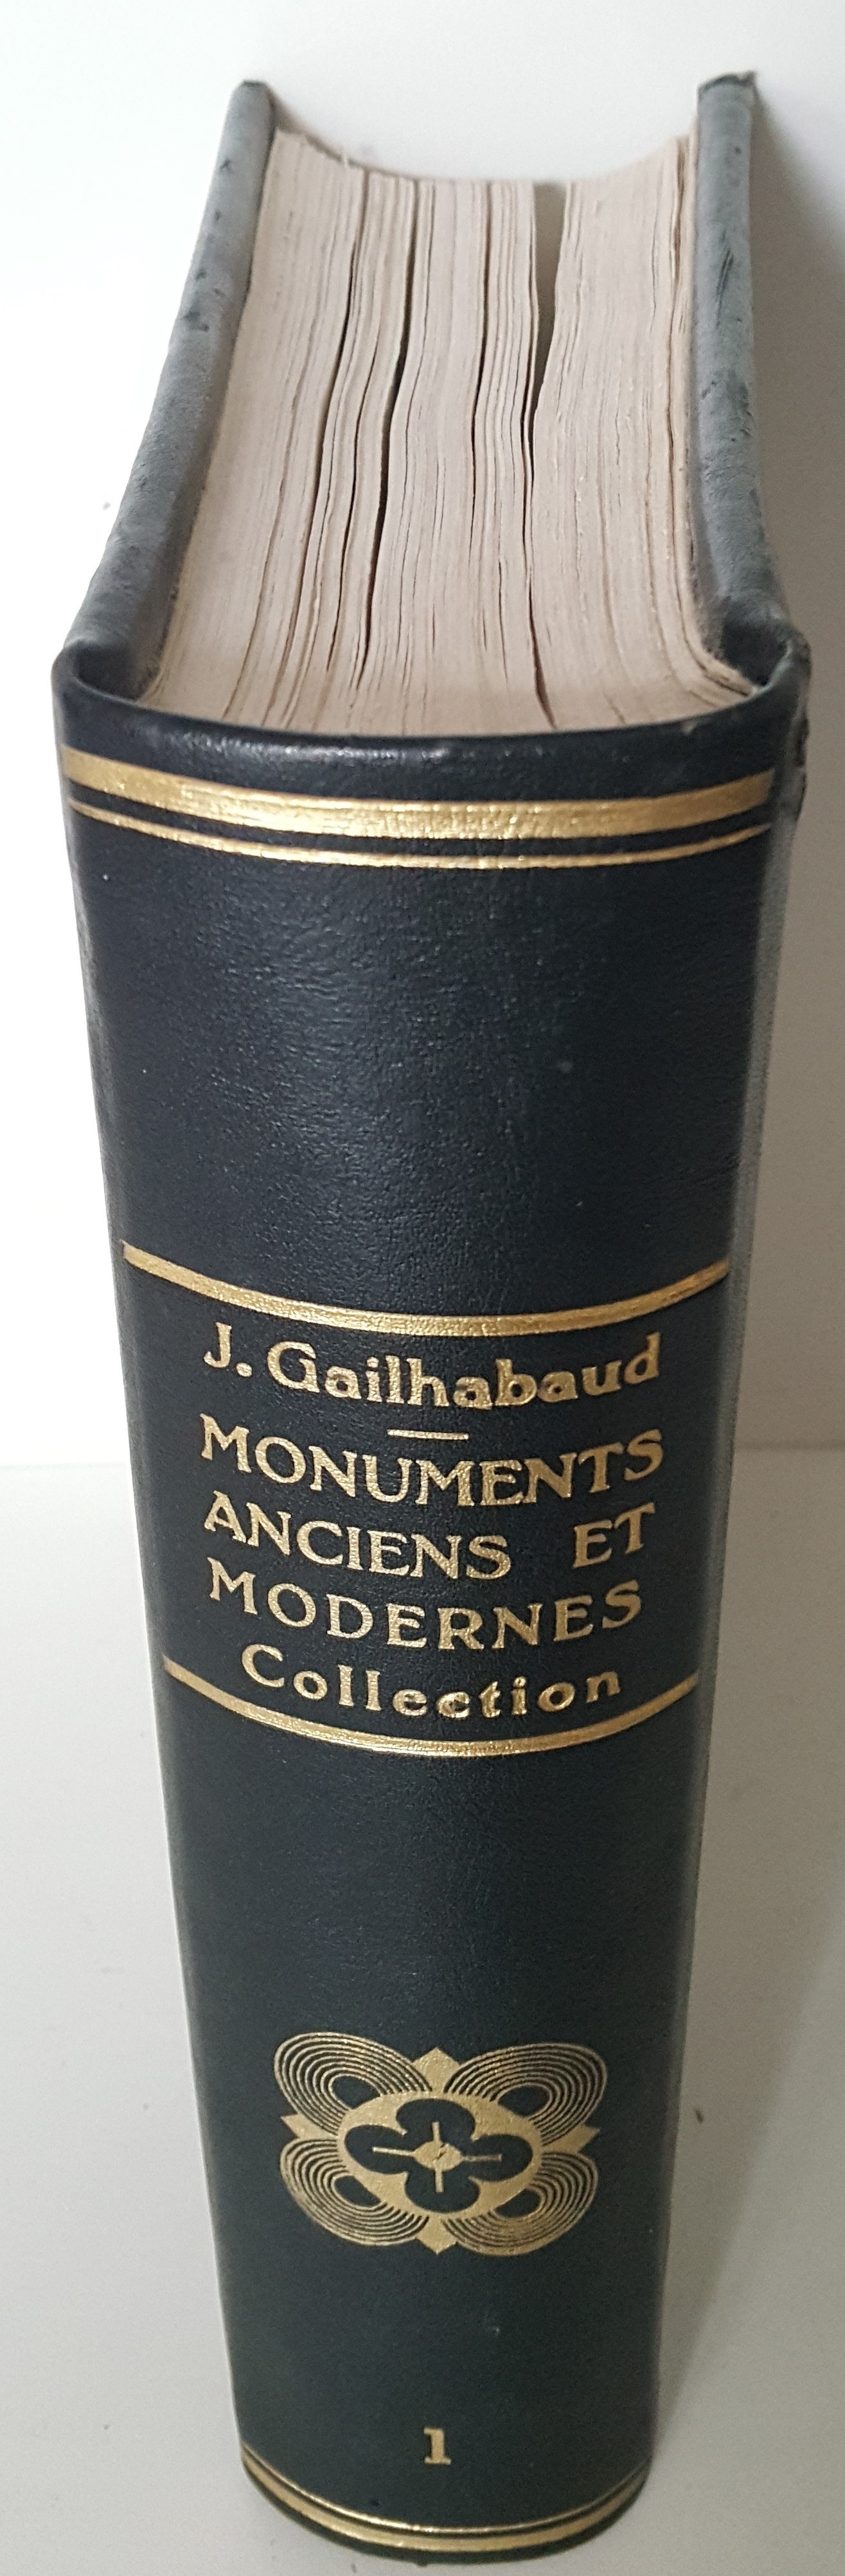 J. Gailhabaud
MONUMENTS
ANCIENS ET
MODERNES
Collection
1